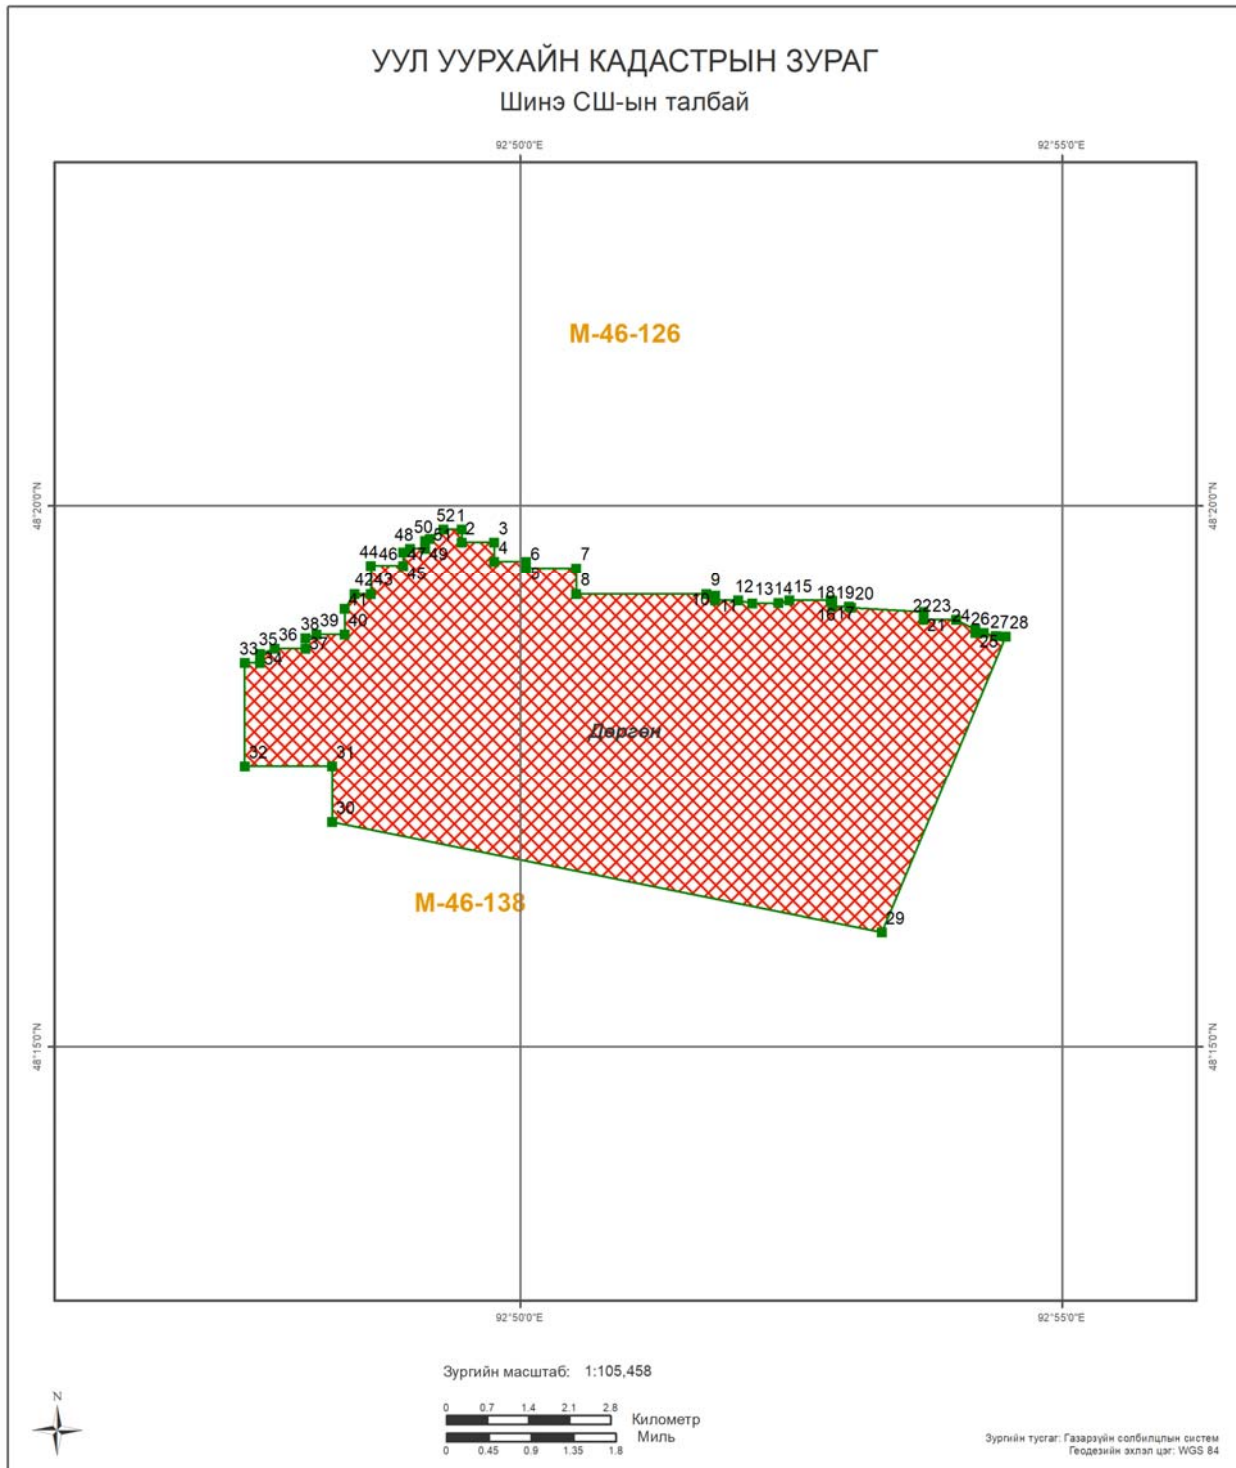 УУЛ УУРХАЙН КАДАСТРЫН ЗУРАГ
Шинэ СШ-ын талбай
92°50'0"E 92°55'0"E
M-46-126
48°20'0"N 48°20'0"N
50 52 1 2 3
48 51
44 46 47 49 4 6 7
45 5
42 43 8 9
41 10 11 12 13 14 15 18 19 20
16 17 22 23
38 39 40 21 24 26 27 28
35 36 37 25
33 34
Дөргөн
32 31
30
M-46-138
29
48°15'0"N 48°15'0"N
92°50'0"E 92°55'0"E
Зургийн масштаб: 1:105,458
N
0 0.7 1.4 2.1 2.8
Километр
Миль
0 0.45 0.9 1.35 1.8
Зургийн тусгаг: Газарзүйн солбилцлын систем
Геодезийн эхлэл цэг: WGS 84